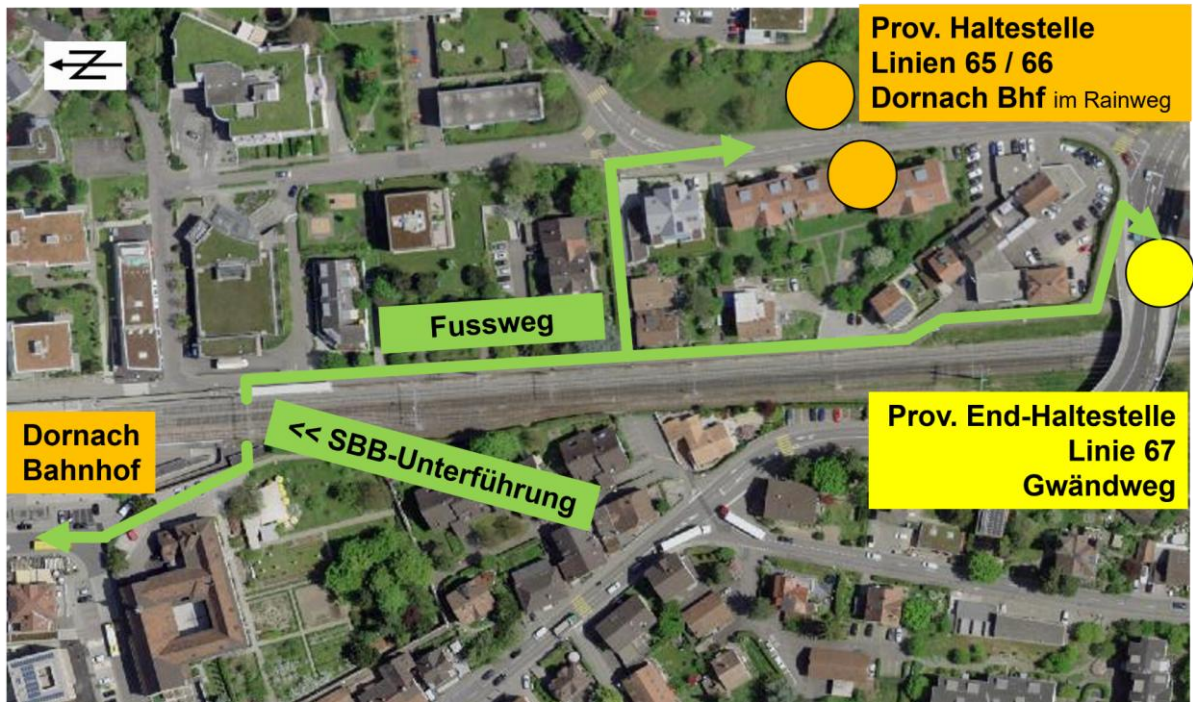 Prov. Haltestelle
Linien 65 / 66
Dornach Bhf im Rainweg
Fussweg
Dornach
Bahnhof
<< SBB-Unterführung
Prov. End-Haltestelle
Linie 67
Gwändweg